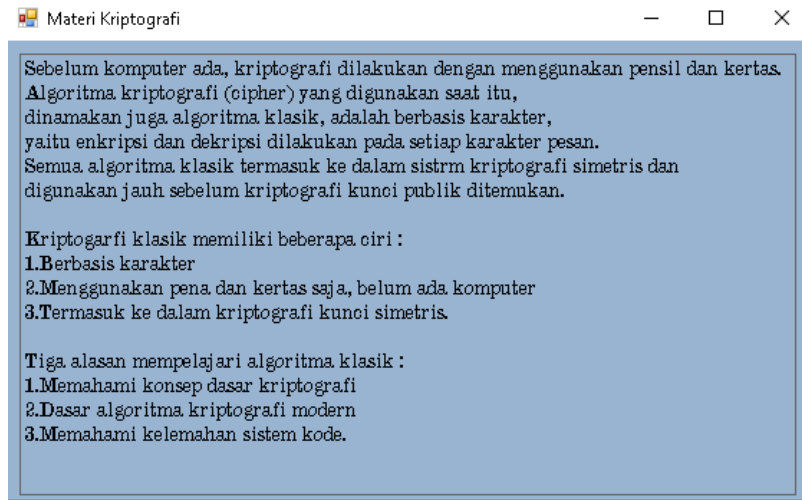 Materi Kriptografi
Sebelum komputer ada, kriptografi dilakukan dengan menggunakan pensil dan kertas.
Algoritma kriptografi (cipher) yang digunakan saat itu,
dinamakan juga algoritma klasik, adalah berbasis karakter,
yaitu enkripsi dan dekripsi dilakukan pada setiap karakter pesan.
Semua algoritma klasik termasuk ke dalam sistrm kriptografi simetris dan
digunakan jauh sebelum kriptografi kunci publik ditemukan.
Kriptogarfi klasik memiliki beberapa ciri :
1.Berbasis karakter
2.Menggunakan pena dan kertas saja, belum ada komputer
3.Termasuk ke dalam kriptografi kunci simetris.
Tiga alasan mempelajari algoritma klasik :
1.Memahami konsep dasar kriptografi
2.Dasar algoritma kriptografi modern
3.Memahami kelemahan sistem kode.